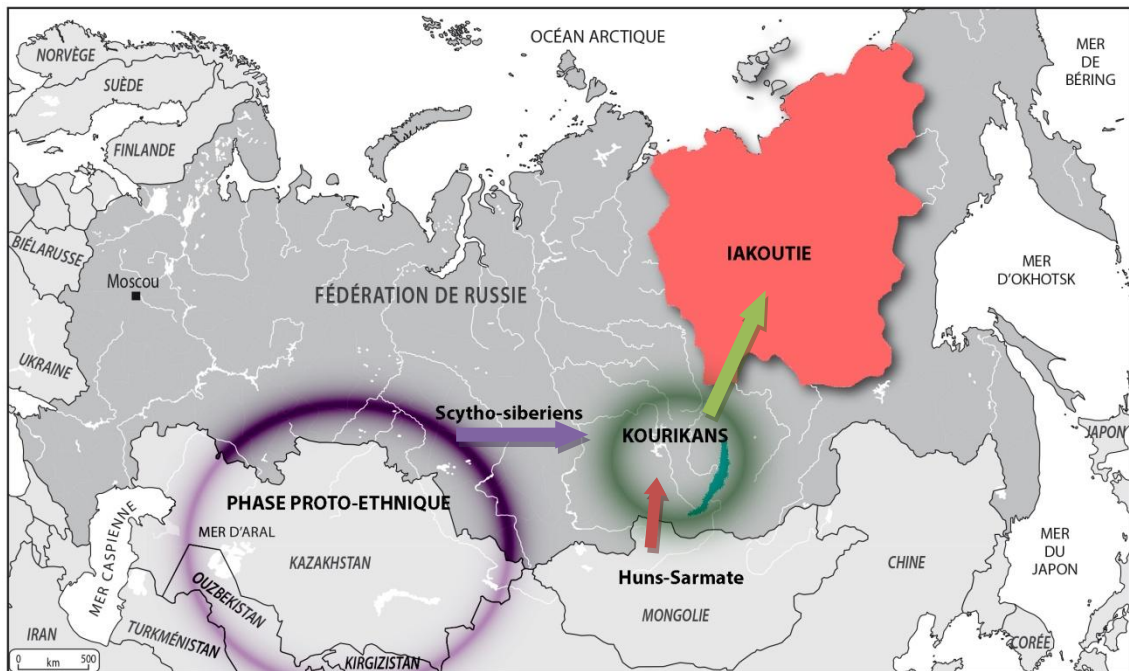 OCÉAN ARCTIQUE
MER
DE
BÉRING
NORVÈGE
SUÈDE
FINLANDE
BIÉLARUSSE
Moscou
FÉDÉRATION DE RUSSIE
IAKOUTIE
MER
D'OKHOTSK
UKRAINE
Scytho-siberiens
KOURIKANS
JAPON
PHASE PROTO-ETHNIQUE
MER D'ARAL
MER CASPIENNE
KAZAKHSTAN
OUZBEKISTAN
Huns-Sarmate
MONGOLIE
CHINE
MER
DU
JAPON
IRAN
TURKMÉNISTAN
KIRGIZISTAN
CORÉE
0 km 500